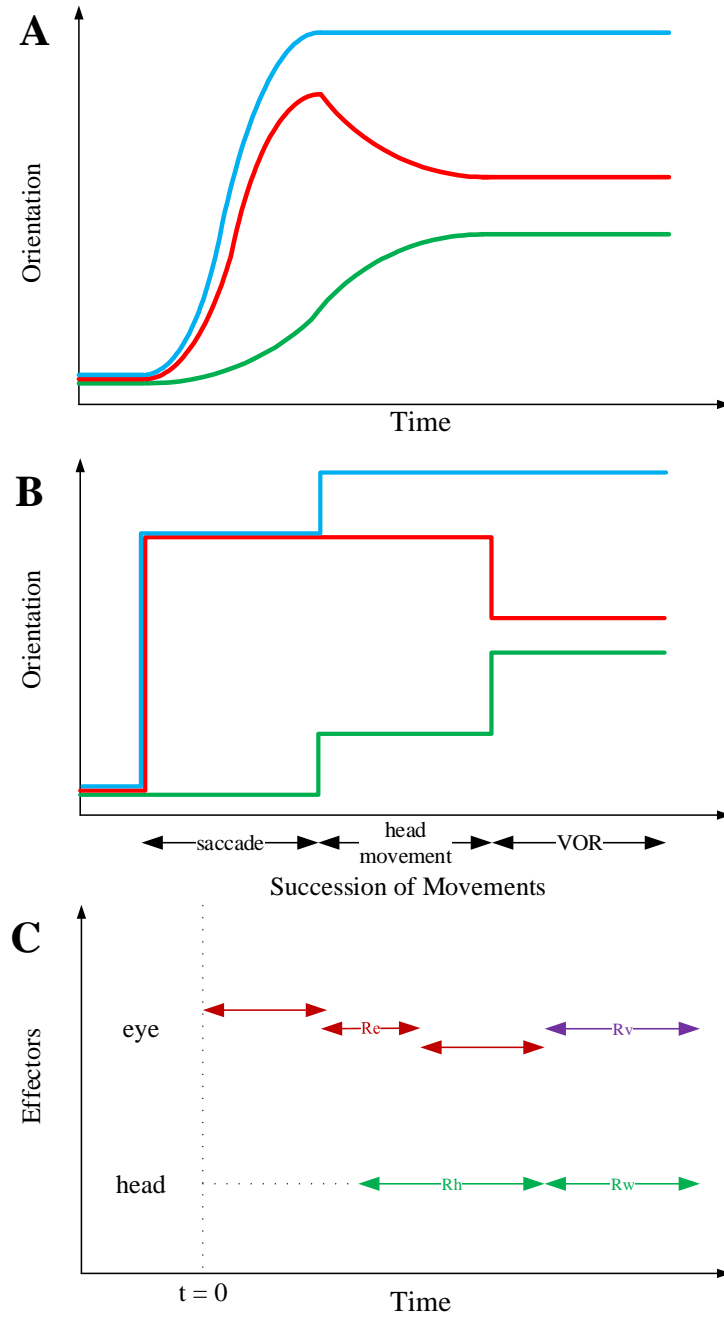 A
Orientation
Time
B
Orientation
saccade
head
movement
VOR
Succession of Movements
C
Effectors
eye
Re
Rv
head
Rh
Rw
t = 0
Time